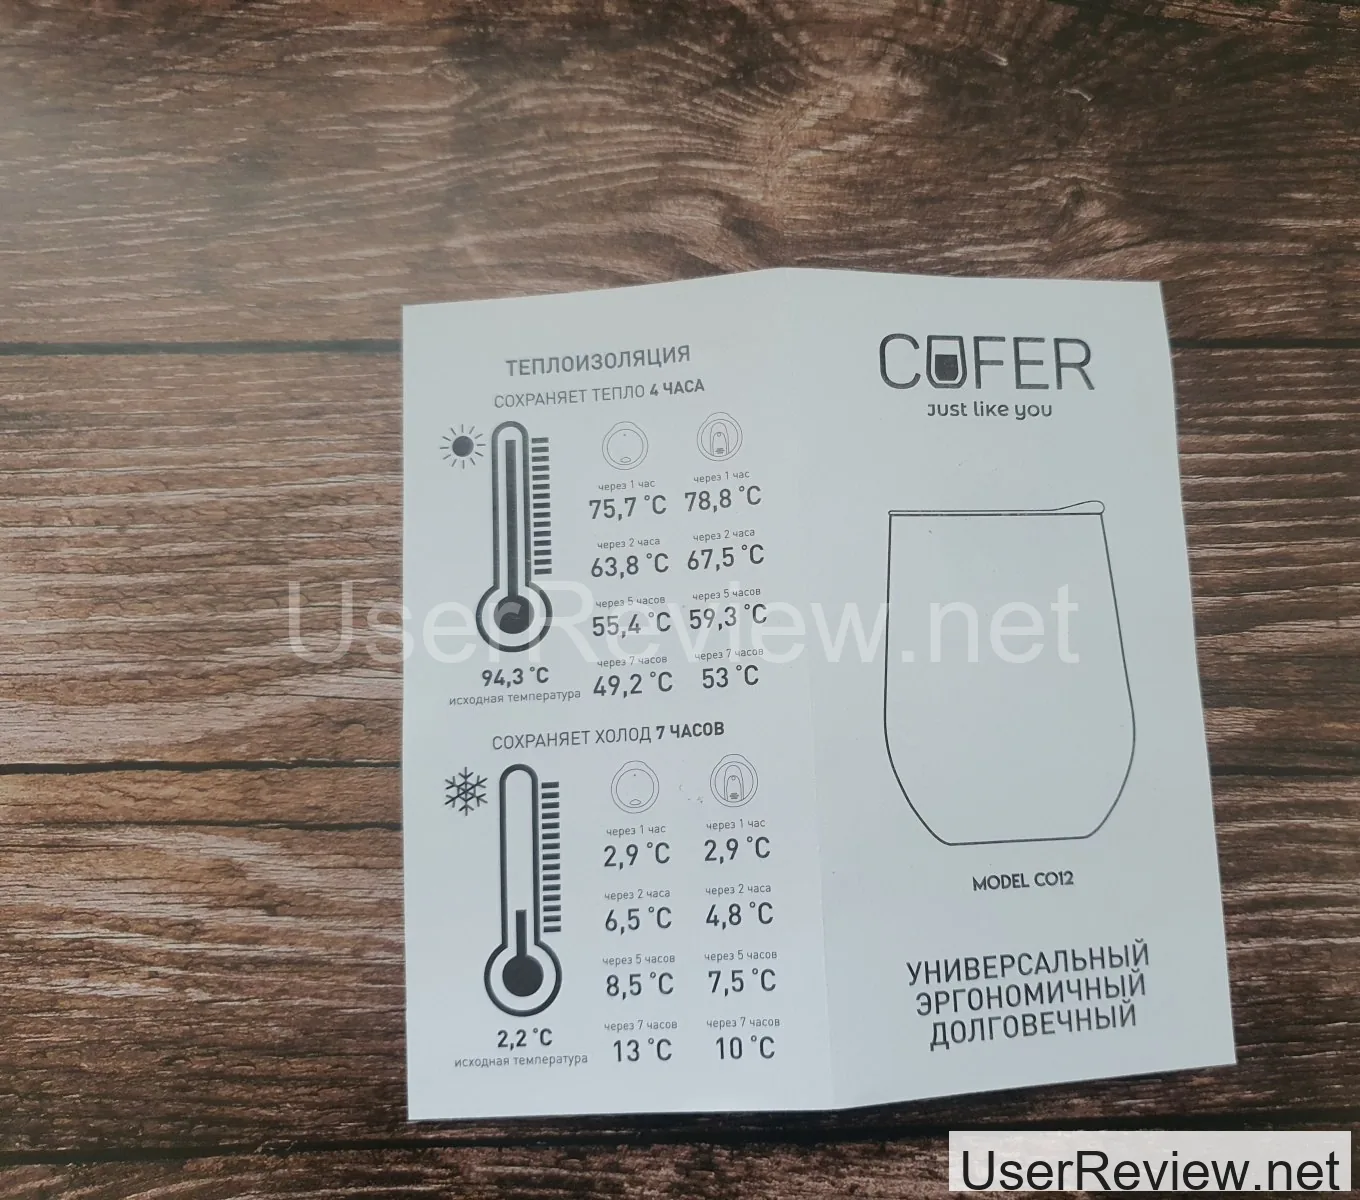 ТЕПЛОИЗОЛЯЦИЯ
СОХРАНЯЕТ ТЕПЛО 4 ЧАСА
через 1 час
75,7 °C
через 2 часа
63,8 °C
через 5 часов
55,4 °C
через 7 часов
49,2 °C
через 1 час
78,8 °C
через 2 часа
67,5 °C
через 5 часов
59,3 °C
через 7 часов
53 °C
94,3 °C
исходная температура
СОХРАНЯЕТ ХОЛОД 7 ЧАСОВ
через 1 час
2,9 °C
через 2 часа
6,5 °C
через 5 часов
8,5 °C
через 7 часов
13 °C
через 1 час
2,9 °C
через 2 часа
4,8 °C
через 5 часов
7,5 °C
через 7 часов
10 °C
2,2 °C
исходная температура
COFER
Just like you
MODEL CO12
УНИВЕРСАЛЬНЫЙ
ЭРГОНОМИЧНЫЙ
ДОЛГОВЕЧНЫЙ
UserReview.net
UserReview.net